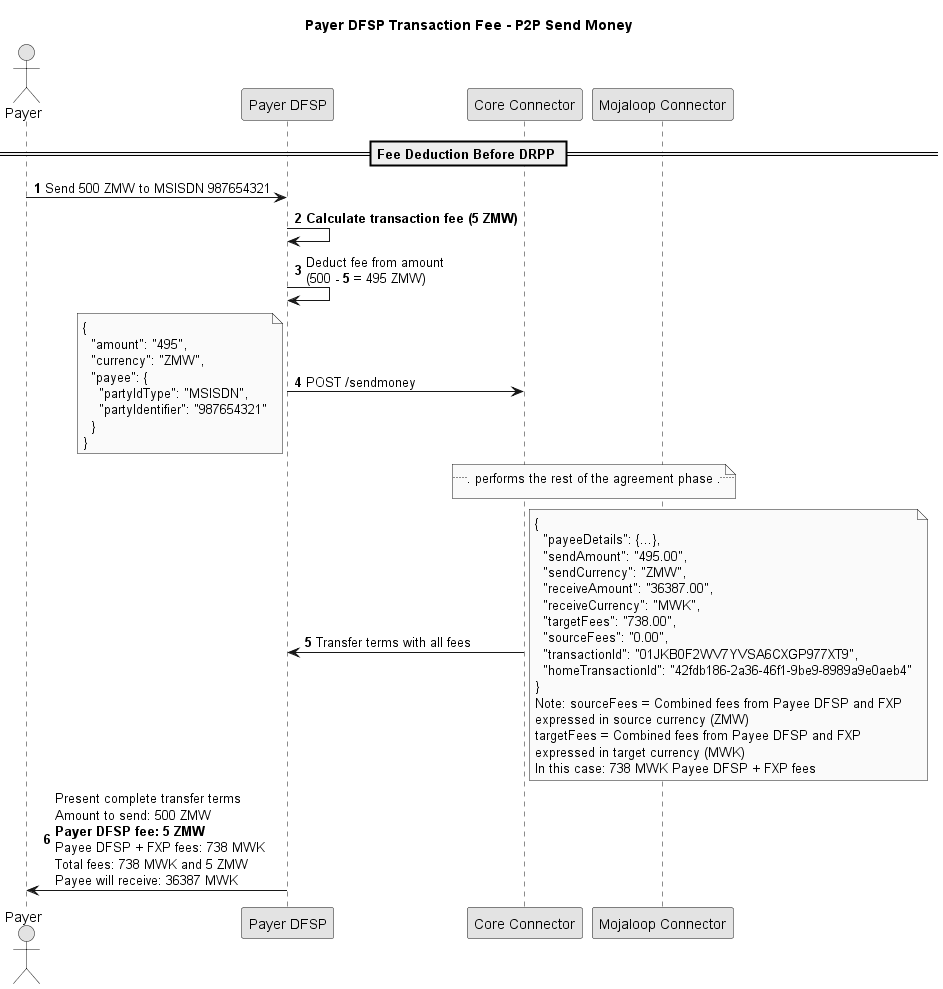 Payer DFSP Transaction Fee - P2P Send Money
Payer
Payer DFSP
Core Connector
Mojaloop Connector
Fee Deduction Before DRPP
1 Send 500 ZMW to MSISDN 987654321
2 Calculate transaction fee (5 ZMW)
3 Deduct fee from amount
(500 - 5 = 495 ZMW)
{
"amount": "495",
"currency": "ZMW",
"payee": {
"partyIdType": "MSISDN",
"partyIdentifier": "987654321"
}
}
4 POST /sendmoney
. performs the rest of the agreement phase .
{
"payeeDetails": {...},
"sendAmount": "495.00",
"sendCurrency": "ZMW",
"receiveAmount": "36387.00",
"receiveCurrency": "MWK",
"targetFees": "738.00",
"sourceFees": "0.00",
"transactionId": "01JKB0F2WV7YVSA6CXGP977XT9",
"homeTransactionId": "42fdb186-2a36-46f1-9be9-8989a9e0aeb4"
}
Note: sourceFees = Combined fees from Payee DFSP and FXP
expressed in source currency (ZMW)
targetFees = Combined fees from Payee DFSP and FXP
expressed in target currency (MWK)
In this case: 738 MWK Payee DFSP + FXP fees
5 Transfer terms with all fees
6 Present complete transfer terms
Amount to send: 500 ZMW
Payer DFSP fee: 5 ZMW
Payee DFSP + FXP fees: 738 MWK
Total fees: 738 MWK and 5 ZMW
Payee will receive: 36387 MWK
Payer
Payer DFSP
Core Connector
Mojaloop Connector